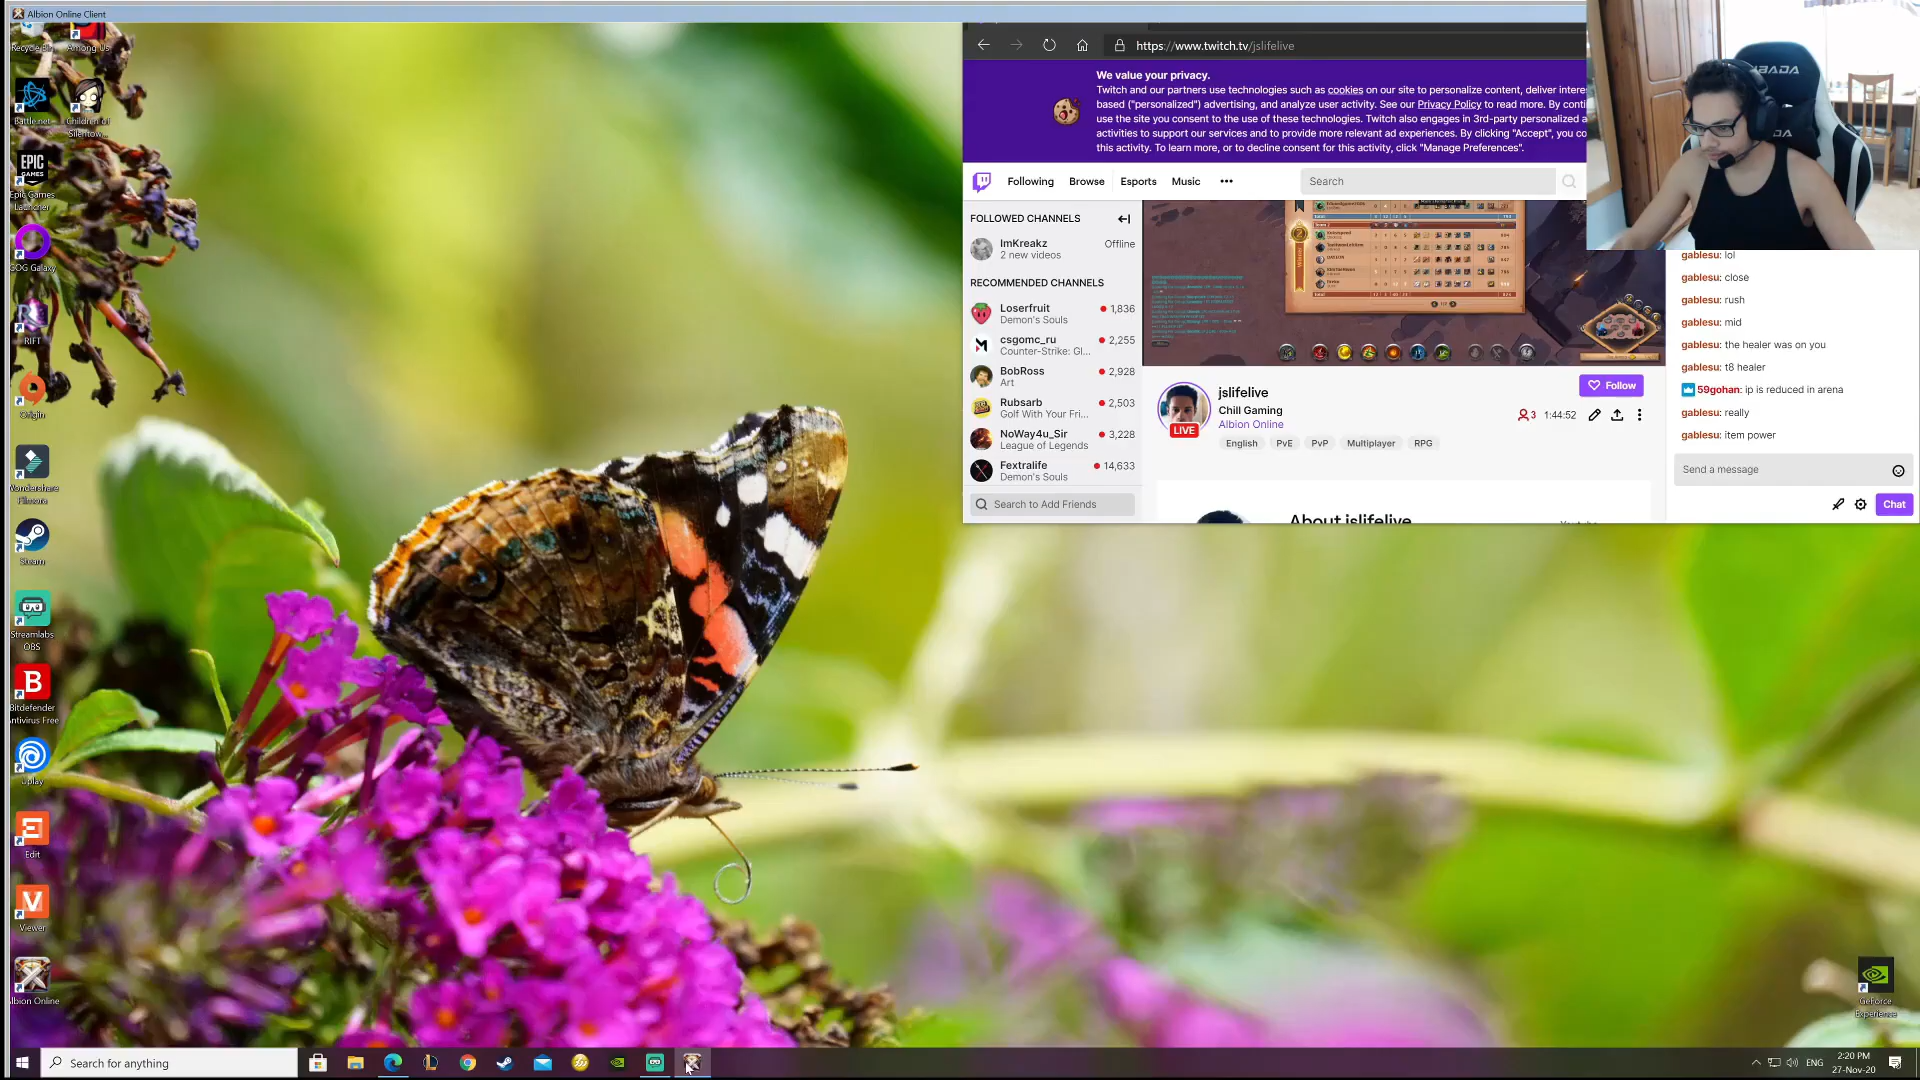 Albion Online Client
Recycle Bin
Among Us
Battle.net
Children of Silentow...
EPIC GAMES
Epic Games Launcher
GOG Galaxy
RIFT
Origin
Wondershare Filmora
Steam
Streamlabs OBS
Bitdefender Antivirus Free
Uplay
Edit
Viewer
Albion Online
GeForce Experience
https://www.twitch.tv/jslifelive
We value your privacy.
Twitch and our partners use technologies such as cookies on our site to personalize content, deliver intere
based ("personalized") advertising, and analyze user activity. See our Privacy Policy to read more. By conti
use the site you consent to the use of these technologies. Twitch also engages in 3rd-party personalized a
activities to support our services and to provide more relevant ad experiences. By clicking "Accept", you co
this activity. To learn more, or to decline consent for this activity, click "Manage Preferences".
Following Browse Esports Music ••• Search
FOLLOWED CHANNELS
ImKreakz Offline
2 new videos
RECOMMENDED CHANNELS
Loserfruit 1,836
Demon's Souls
csgomc_ru 2,255
Counter-Strike: Gl...
BobRoss 2,928
Art
Rubsarb 2,503
Golf With Your Fri...
NoWay4u_Sir 3,228
League of Legends
Fextralife 14,633
Demon's Souls
Search to Add Friends
LIVE
jslifelive
Chill Gaming
Albion Online
English PvE PvP Multiplayer RPG
Follow
3 1:44:52
About jslifelive
gablesu: lol
gablesu: close
gablesu: rush
gablesu: mid
gablesu: the healer was on you
gablesu: t8 healer
59gohan: ip is reduced in arena
gablesu: really
gablesu: item power
Send a message
Chat
Search for anything
ENG
2:20 PM
27-Nov-20